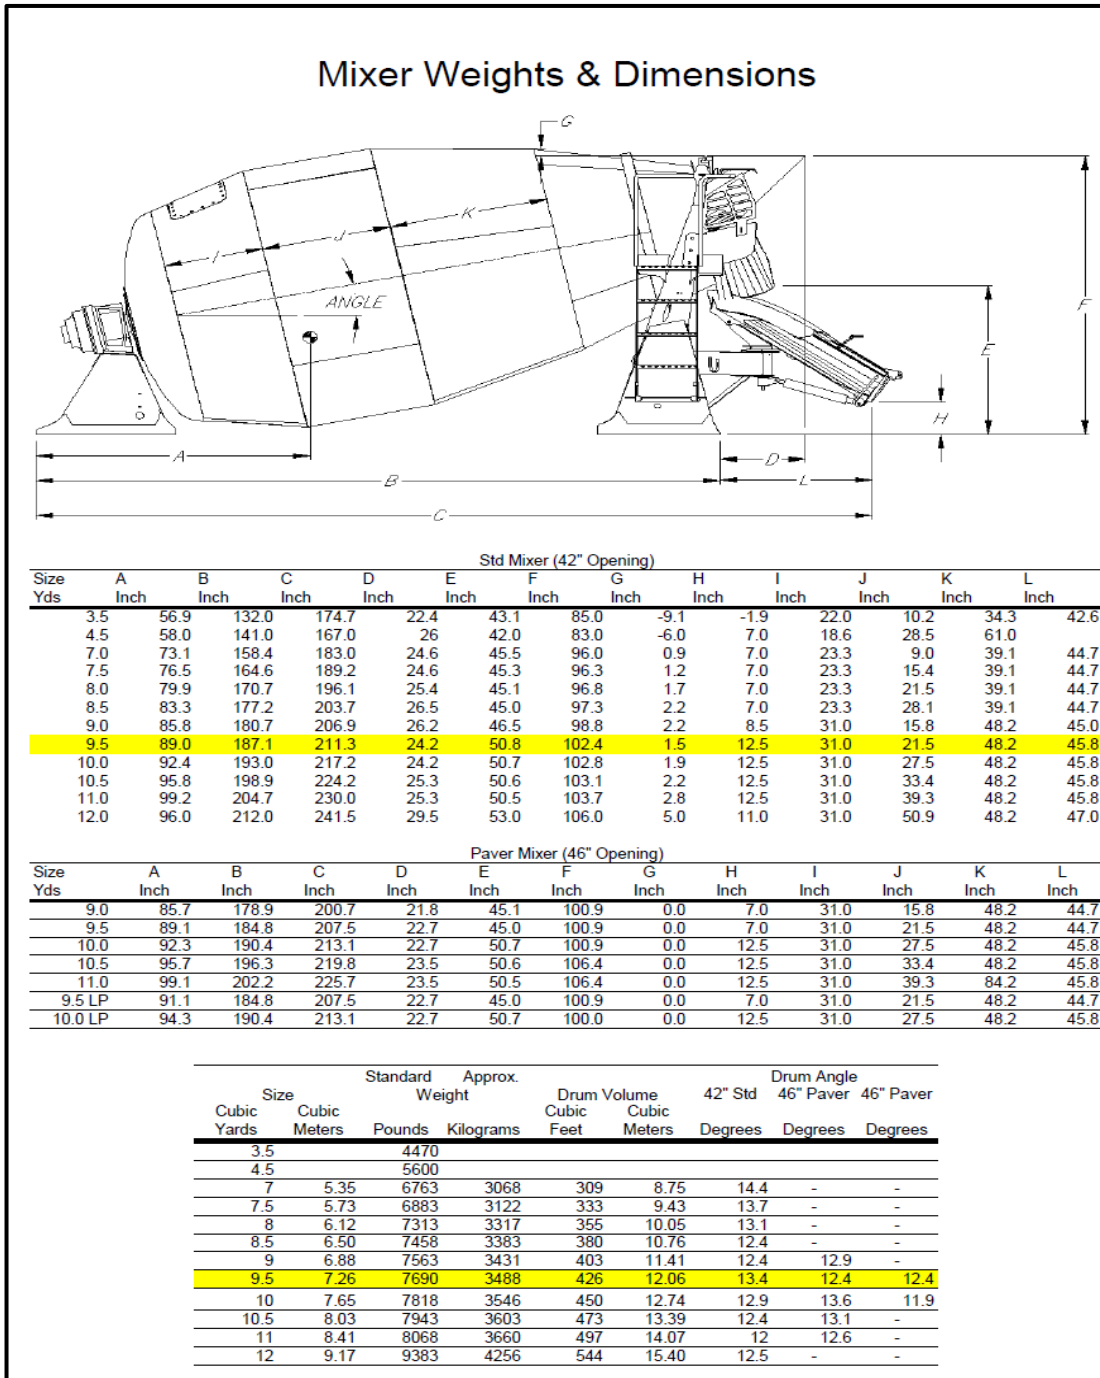 Mixer Weights & Dimensions
G
K
J
I
ANGLE
F
E
H
A
D
B
L
C
Std Mixer (42" Opening)
Size A B C D E F G H I J K L
Yds Inch Inch Inch Inch Inch Inch Inch Inch Inch Inch Inch Inch
3.5 56.9 132.0 174.7 22.4 43.1 85.0 -9.1 -1.9 22.0 10.2 34.3 42.6
4.5 58.0 141.0 167.0 26 42.0 83.0 -6.0 7.0 18.6 28.5 61.0
7.0 73.1 158.4 183.0 24.6 45.5 96.0 0.9 7.0 23.3 9.0 39.1 44.7
7.5 76.5 164.6 189.2 24.6 45.3 96.3 1.2 7.0 23.3 15.4 39.1 44.7
8.0 79.9 170.7 196.1 25.4 45.1 96.8 1.7 7.0 23.3 21.5 39.1 44.7
8.5 83.3 177.2 203.7 26.5 45.0 97.3 2.2 7.0 23.3 28.1 39.1 44.7
9.0 85.8 180.7 206.9 26.2 46.5 98.8 2.2 8.5 31.0 15.8 48.2 45.0
9.5 89.0 187.1 211.3 24.2 50.8 102.4 1.5 12.5 31.0 21.5 48.2 45.8
10.0 92.4 193.0 217.2 24.2 50.7 102.8 1.9 12.5 31.0 27.5 48.2 45.8
10.5 95.8 198.9 224.2 25.3 50.6 103.1 2.2 12.5 31.0 33.4 48.2 45.8
11.0 99.2 204.7 230.0 25.3 50.5 103.7 2.8 12.5 31.0 39.3 48.2 45.8
12.0 96.0 212.0 241.5 29.5 53.0 106.0 5.0 11.0 31.0 50.9 48.2 47.0
Paver Mixer (46" Opening)
Size A B C D E F G H I J K L
Yds Inch Inch Inch Inch Inch Inch Inch Inch Inch Inch Inch Inch
9.0 85.7 178.9 200.7 21.8 45.1 100.9 0.0 7.0 31.0 15.8 48.2 44.7
9.5 89.1 184.8 207.5 22.7 45.0 100.9 0.0 7.0 31.0 21.5 48.2 44.7
10.0 92.3 190.4 213.1 22.7 50.7 100.9 0.0 12.5 31.0 27.5 48.2 45.8
10.5 95.7 196.3 219.8 23.5 50.6 106.4 0.0 12.5 31.0 33.4 48.2 45.8
11.0 99.1 202.2 225.7 23.5 50.5 106.4 0.0 12.5 31.0 39.3 84.2 45.8
9.5 LP 91.1 184.8 207.5 22.7 45.0 100.9 0.0 7.0 31.0 21.5 48.2 44.7
10.0 LP 94.3 190.4 213.1 22.7 50.7 100.0 0.0 12.5 31.0 27.5 48.2 45.8
Standard Approx. Drum Angle
Size Weight Drum Volume 42" Std 46" Paver 46" Paver
Cubic Cubic Cubic Cubic
Yards Meters Pounds Kilograms Feet Meters Degrees Degrees Degrees
3.5 4470
4.5 5600
7 5.35 6763 3068 309 8.75 14.4 - -
7.5 5.73 6883 3122 333 9.43 13.7 - -
8 6.12 7313 3317 355 10.05 13.1 - -
8.5 6.50 7458 3383 380 10.76 12.4 - -
9 6.88 7563 3431 403 11.41 12.4 12.9 -
9.5 7.26 7690 3488 426 12.06 13.4 12.4 12.4
10 7.65 7818 3546 450 12.74 12.9 13.6 11.9
10.5 8.03 7943 3603 473 13.39 12.4 13.1 -
11 8.41 8068 3660 497 14.07 12 12.6 -
12 9.17 9383 4256 544 15.40 12.5 - -